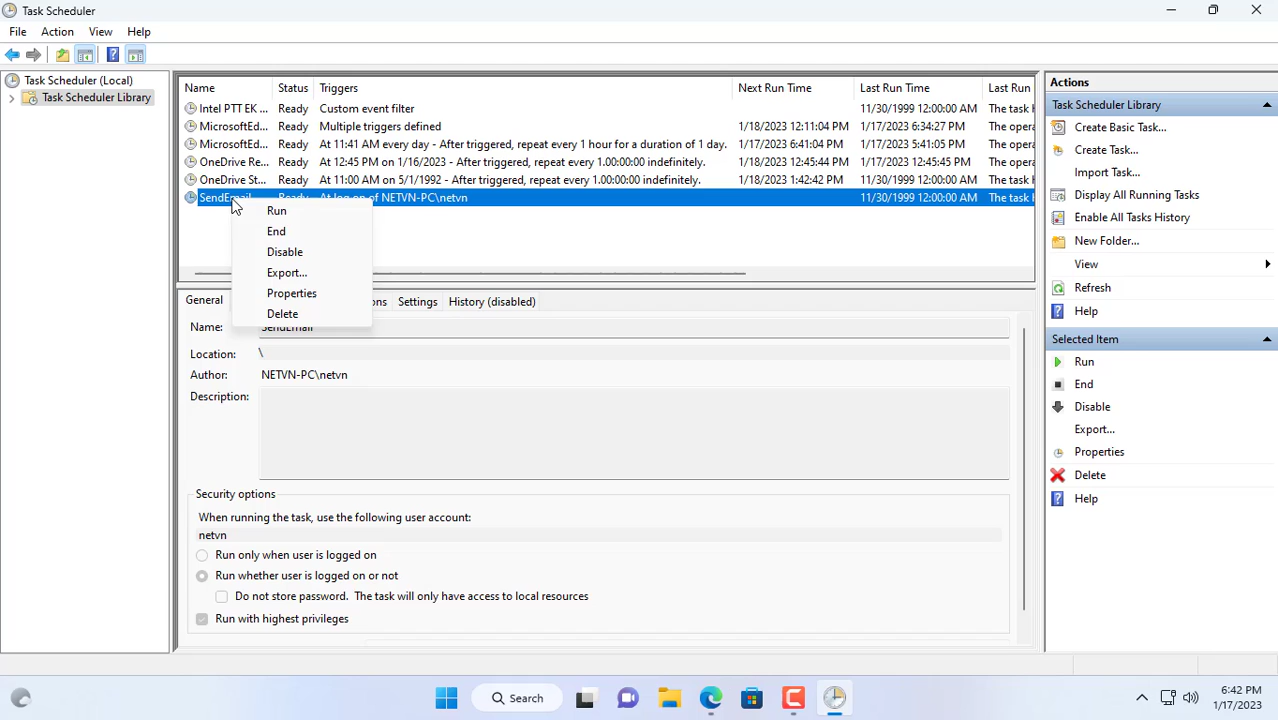 Task Scheduler
File Action View Help
Task Scheduler (Local)
Task Scheduler Library
Name Status Triggers Next Run Time Last Run Time Last Run
Intel PTT EK ... Ready Custom event filter 11/30/1999 12:00:00 AM The task h
MicrosoftEd... Ready Multiple triggers defined 1/18/2023 12:11:04 PM 1/17/2023 6:34:27 PM The opera
MicrosoftEd... Ready At 11:41 AM every day - After triggered, repeat every 1 hour for a duration of 1 day. 1/17/2023 6:41:04 PM 1/17/2023 5:41:05 PM The opera
OneDrive Re... Ready At 12:45 PM on 1/16/2023 - After triggered, repeat every 1.00:00:00 indefinitely. 1/18/2023 12:45:44 PM 1/17/2023 12:45:45 PM The opera
OneDrive St... Ready At 11:00 AM on 5/1/1992 - After triggered, repeat every 1.00:00:00 indefinitely. 1/18/2023 1:42:42 PM 11/30/1999 12:00:00 AM The task h
SendEmail Ready At log on of NETVN-PC\netvn 11/30/1999 12:00:00 AM The task h
Run
End
Disable
Export...
Properties
Delete
General ons Settings History (disabled)
Name: SendEmail
Location: \
Author: NETVN-PC\netvn
Description:
Security options
When running the task, use the following user account:
netvn
Run only when user is logged on
Run whether user is logged on or not
Do not store password. The task will only have access to local resources
Run with highest privileges
Actions
Task Scheduler Library
Create Basic Task...
Create Task...
Import Task...
Display All Running Tasks
Enable All Tasks History
New Folder...
View
Refresh
Help
Selected Item
Run
End
Disable
Export...
Properties
Delete
Help
Search
6:42 PM
1/17/2023